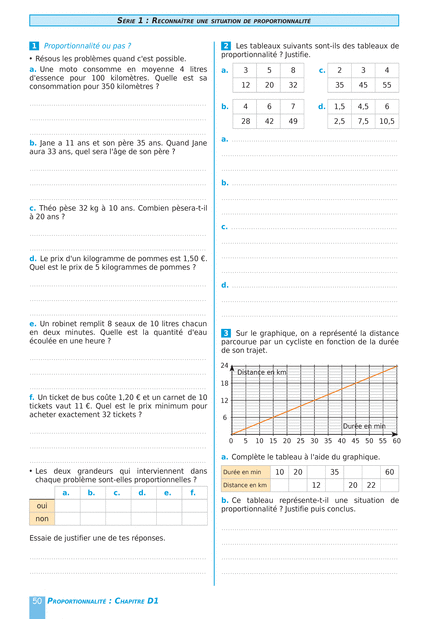 SÉRIE 1 : RECONNAÎTRE UNE SITUATION DE PROPORTIONNALITÉ
1 Proportionnalité ou pas ?
• Résous les problèmes quand c'est possible.
a. Une moto consomme en moyenne 4 litres
d'essence pour 100 kilomètres. Quelle est sa
consommation pour 350 kilomètres ?
b. Jane a 11 ans et son père 35 ans. Quand Jane
aura 33 ans, quel sera l'âge de son père ?
c. Théo pèse 32 kg à 10 ans. Combien pèsera-t-il
à 20 ans ?
d. Le prix d'un kilogramme de pommes est 1,50 €.
Quel est le prix de 5 kilogrammes de pommes ?
e. Un robinet remplit 8 seaux de 10 litres chacun
en deux minutes. Quelle est la quantité d'eau
écoulée en une heure ?
f. Un ticket de bus coûte 1,20 € et un carnet de 10
tickets vaut 11 €. Quel est le prix minimum pour
acheter exactement 32 tickets ?
• Les deux grandeurs qui interviennent dans
chaque problème sont-elles proportionnelles ?
a. b. c. d. e. f.
oui
non
Essaie de justifier une de tes réponses.
2 Les tableaux suivants sont-ils des tableaux de
proportionnalité ? Justifie.
a. 3 5 8
12 20 32
c. 2 3 4
35 45 55
b. 4 6 7
28 42 49
d. 1,5 4,5 6
2,5 7,5 10,5
a.
b.
c.
d.
3 Sur le graphique, on a représenté la distance
parcourue par un cycliste en fonction de la durée
de son trajet.
24
Distance en km
18
12
6
Durée en min
0 5 10 15 20 25 30 35 40 45 50 55 60
a. Complète le tableau à l'aide du graphique.
Durée en min 10 20 35 60
Distance en km 12 20 22
b. Ce tableau représente-t-il une situation de
proportionnalité ? Justifie puis conclus.
50 PROPORTIONNALITÉ : CHAPITRE D1